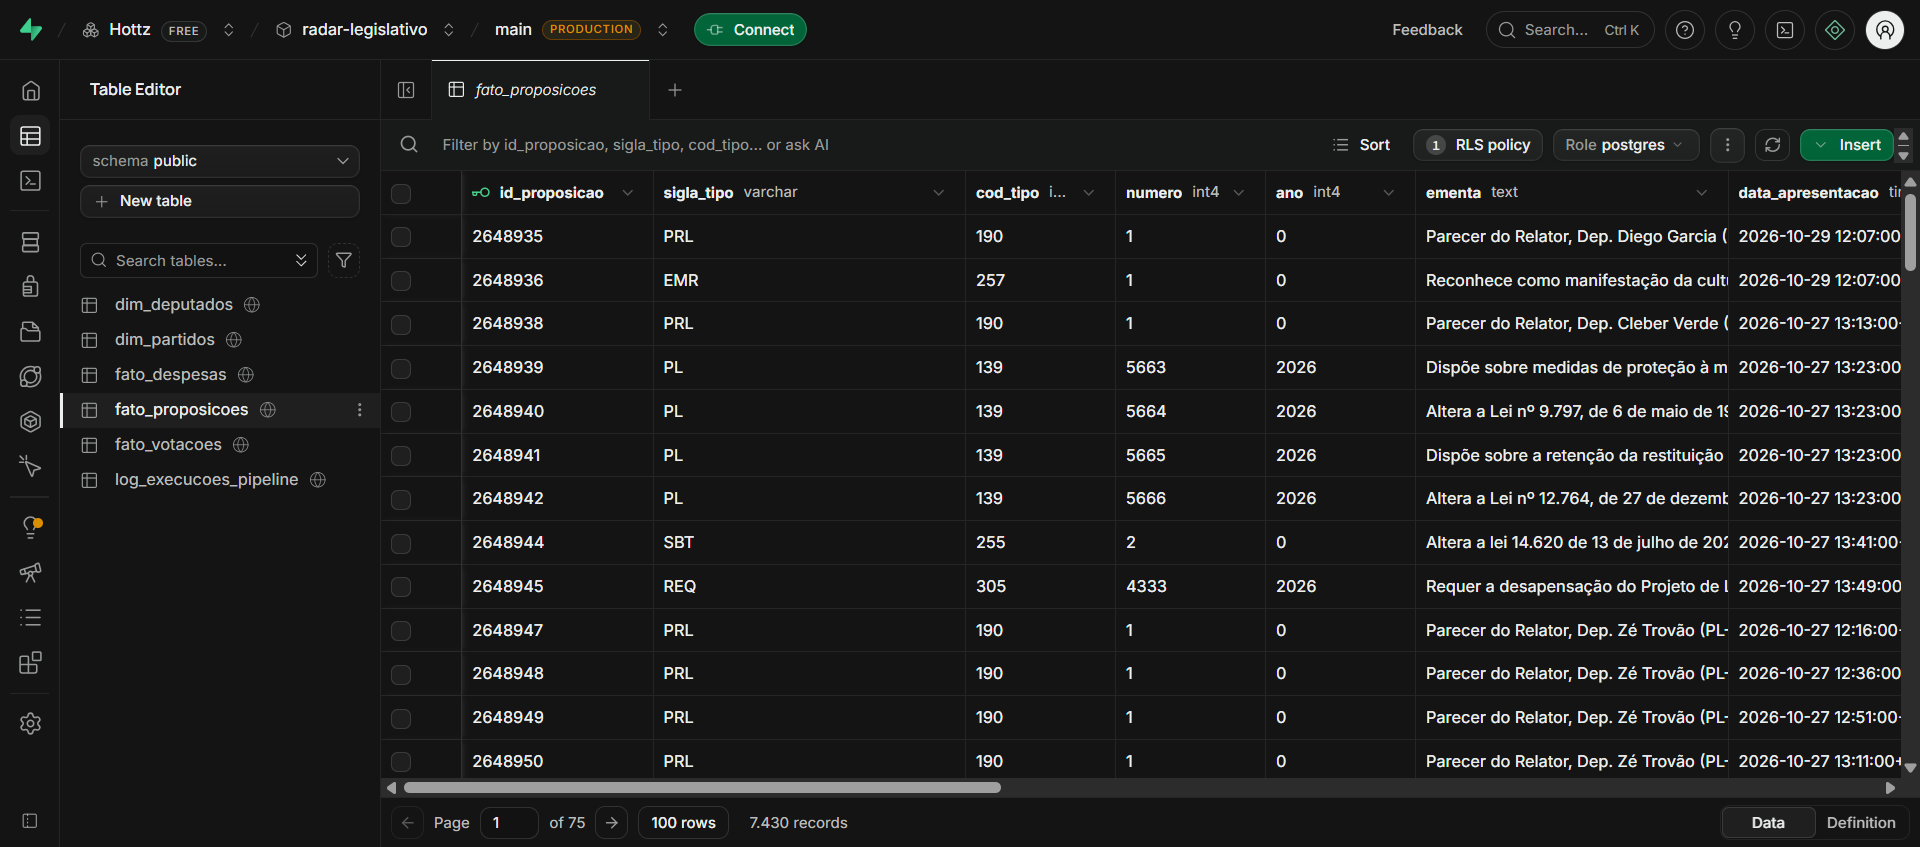 Hottz FREE radar-legislativo main PRODUCTION Connect Feedback Search... Ctrl K
Table Editor
fato_proposicoes
schema public
New table
Search tables...
dim_deputados
dim_partidos
fato_despesas
fato_proposicoes
fato_votacoes
log_execucoes_pipeline
Filter by id_proposicao, sigla_tipo, cod_tipo... or ask AI Sort 1 RLS policy Role postgres Insert
id_proposicao sigla_tipo varchar cod_tipo i... numero int4 ano int4 ementa text data_apresentacao
2648935 PRL 190 1 0 Parecer do Relator, Dep. Diego Garcia ( 2026-10-29 12:07:00
2648936 EMR 257 1 0 Reconhece como manifestação da cult 2026-10-29 12:07:00
2648938 PRL 190 1 0 Parecer do Relator, Dep. Cleber Verde ( 2026-10-27 13:13:00
2648939 PL 139 5663 2026 Dispõe sobre medidas de proteção à m 2026-10-27 13:23:00
2648940 PL 139 5664 2026 Altera a Lei nº 9.797, de 6 de maio de 19 2026-10-27 13:23:00
2648941 PL 139 5665 2026 Dispõe sobre a retenção da restituição 2026-10-27 13:23:00
2648942 PL 139 5666 2026 Altera a Lei nº 12.764, de 27 de dezemb 2026-10-27 13:23:00
2648944 SBT 255 2 0 Altera a lei 14.620 de 13 de julho de 202 2026-10-27 13:41:00
2648945 REQ 305 4333 2026 Requer a desapensação do Projeto de L 2026-10-27 13:49:00
2648947 PRL 190 1 0 Parecer do Relator, Dep. Zé Trovão (PL- 2026-10-27 12:16:00
2648948 PRL 190 1 0 Parecer do Relator, Dep. Zé Trovão (PL- 2026-10-27 12:36:00
2648949 PRL 190 1 0 Parecer do Relator, Dep. Zé Trovão (PL- 2026-10-27 12:51:00
2648950 PRL 190 1 0 Parecer do Relator, Dep. Zé Trovão (PL- 2026-10-27 13:11:00+
Page 1 of 75 100 rows 7.430 records Data Definition